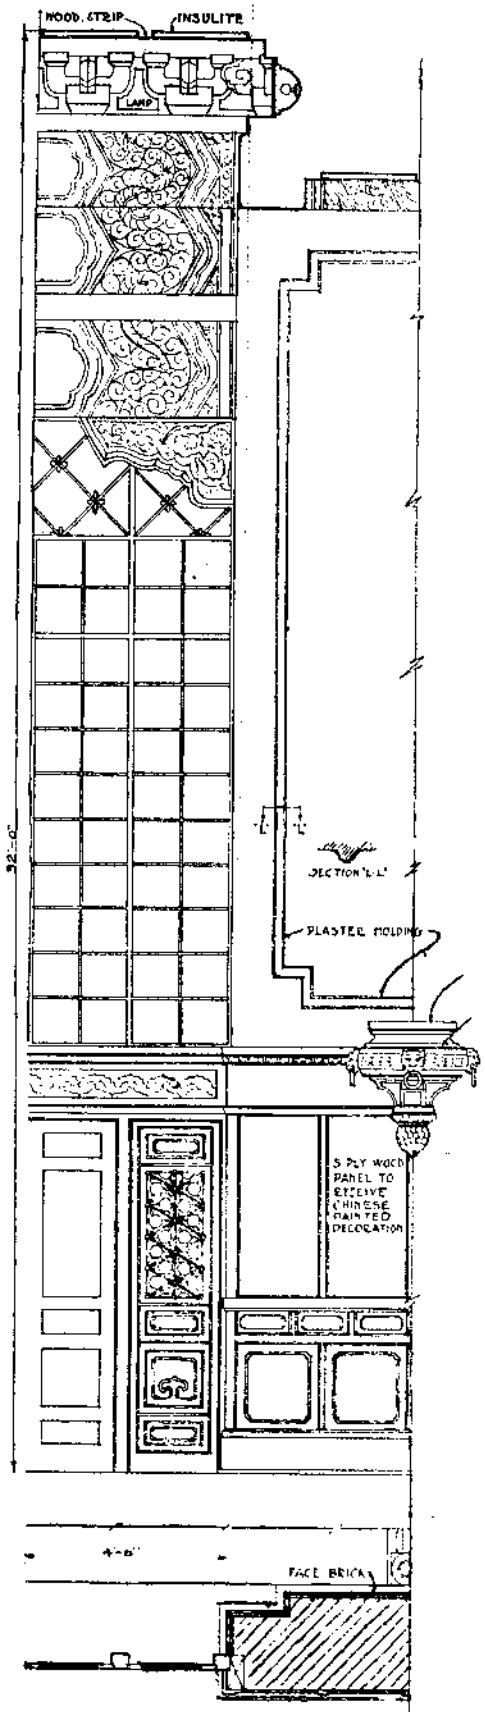 WOOD STRIP
INSULITE
LAMP
32'-0"
SECTION "L-L"
PLASTER MOLDING
5 PLY WOOD
PANEL TO
RECEIVE
CHINESE
PAINTED
DECORATION
4'-6"
FACE BRICK